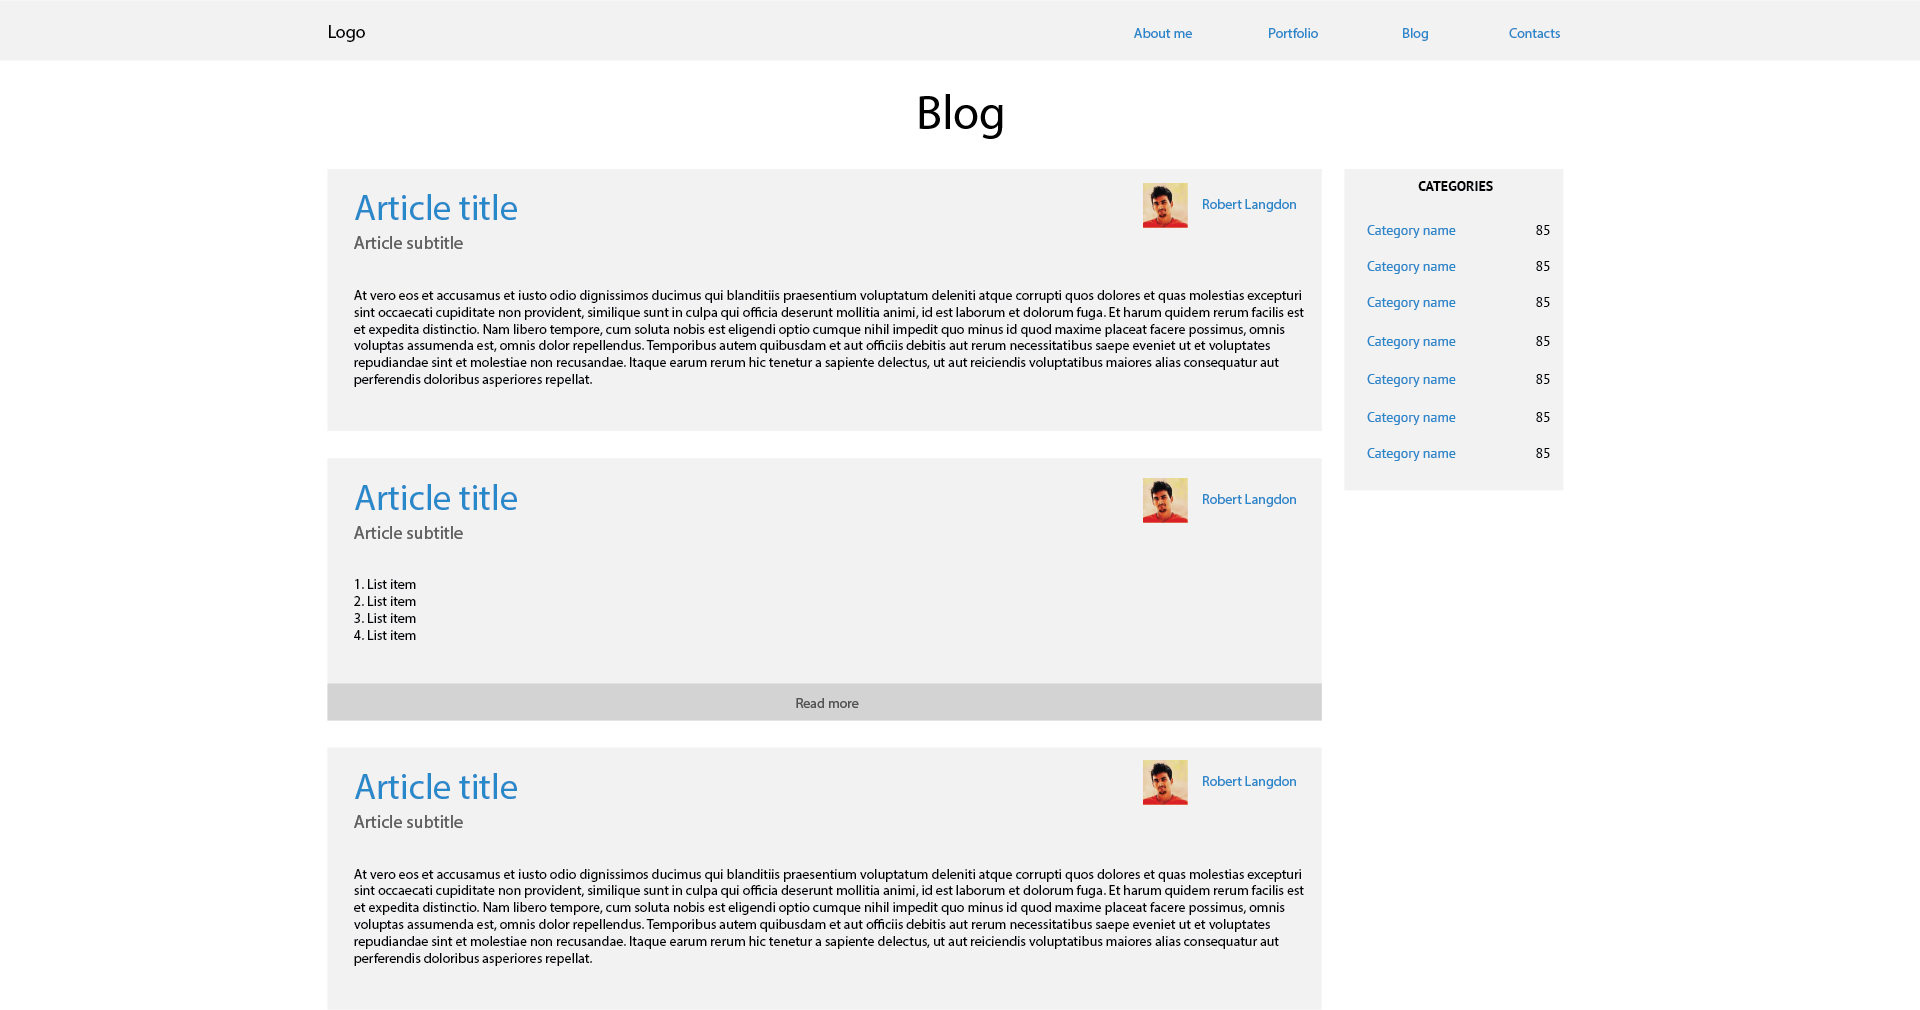 Logo
About me
Portfolio
Blog
Contacts
Blog
Article title
Robert Langdon
Article subtitle
At vero eos et accusamus et iusto odio dignissimos ducimus qui blanditiis praesentium voluptatum deleniti atque corrupti quos dolores et quas molestias excepturi
sint occaecati cupiditate non provident, similique sunt in culpa qui officia deserunt mollitia animi, id est laborum et dolorum fuga. Et harum quidem rerum facilis est
et expedita distinctio. Nam libero tempore, cum soluta nobis est eligendi optio cumque nihil impedit quo minus id quod maxime placeat facere possimus, omnis
voluptas assumenda est, omnis dolor repellendus. Temporibus autem quibusdam et aut officiis debitis aut rerum necessitatibus saepe eveniet ut et voluptates
repudiandae sint et molestiae non recusandae. Itaque earum rerum hic tenetur a sapiente delectus, ut aut reiciendis voluptatibus maiores alias consequatur aut
perferendis doloribus asperiores repellat.
Article title
Robert Langdon
Article subtitle
1. List item
2. List item
3. List item
4. List item
Read more
Article title
Robert Langdon
Article subtitle
At vero eos et accusamus et iusto odio dignissimos ducimus qui blanditiis praesentium voluptatum deleniti atque corrupti quos dolores et quas molestias excepturi
sint occaecati cupiditate non provident, similique sunt in culpa qui officia deserunt mollitia animi, id est laborum et dolorum fuga. Et harum quidem rerum facilis est
et expedita distinctio. Nam libero tempore, cum soluta nobis est eligendi optio cumque nihil impedit quo minus id quod maxime placeat facere possimus, omnis
voluptas assumenda est, omnis dolor repellendus. Temporibus autem quibusdam et aut officiis debitis aut rerum necessitatibus saepe eveniet ut et voluptates
repudiandae sint et molestiae non recusandae. Itaque earum rerum hic tenetur a sapiente delectus, ut aut reiciendis voluptatibus maiores alias consequatur aut
perferendis doloribus asperiores repellat.
CATEGORIES
Category name 85
Category name 85
Category name 85
Category name 85
Category name 85
Category name 85
Category name 85